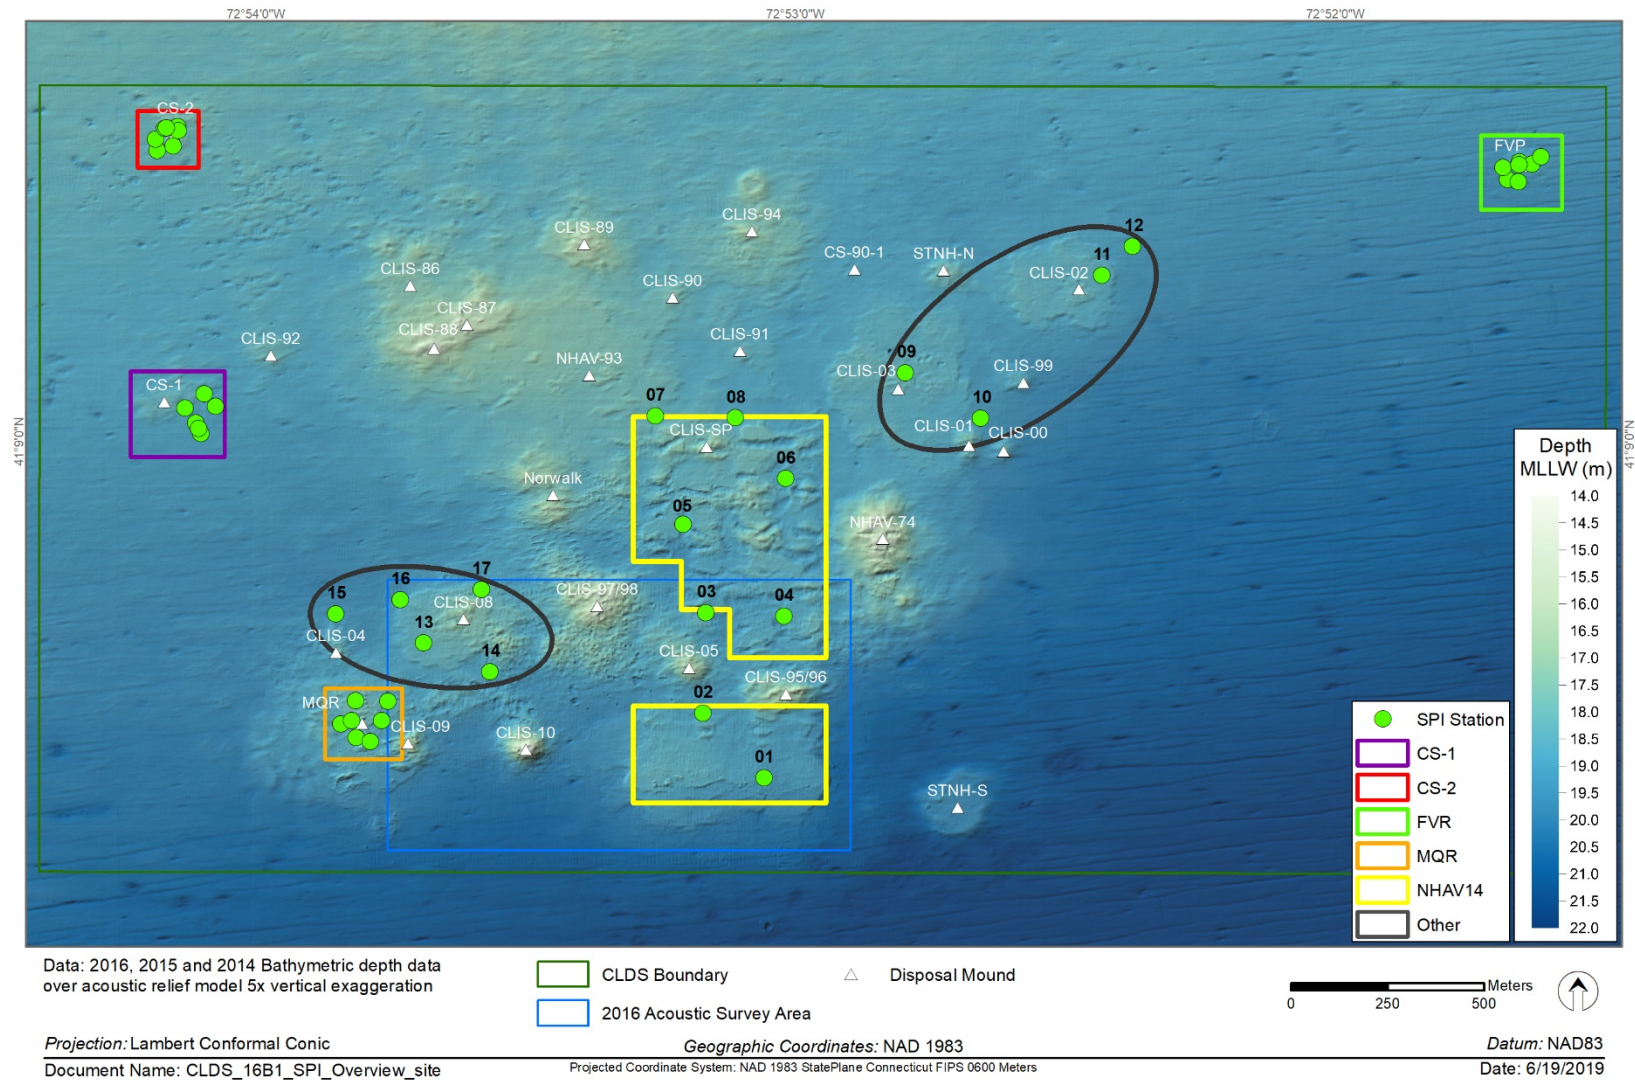 72°54'0"W
72°53'0"W
72°52'0"W
CS-2
FVP
CLIS-94
12
CLIS-89
CS-90-1
STNH-N
11
CLIS-86
CLIS-02
CLIS-90
CLIS-87
CLIS-88
CLIS-92
CLIS-91
09
NHAV-93
CLIS-03
CLIS-99
CS-1
07
08
10
CLIS-SP
CLIS-01
CLIS-00
41°9'0"N
41°9'0"N
06
Norwalk
05
NHAV-74
17
16
15
CLIS-97/98
03
04
CLIS-08
13
CLIS-04
14
CLIS-05
CLIS-95/96
02
MQR
CLIS-09
CLIS-10
01
STNH-S
Depth
MLLW (m)
14.0
14.5
15.0
15.5
16.0
16.5
17.0
17.5
18.0
18.5
19.0
19.5
20.0
20.5
21.0
21.5
22.0
SPI Station
CS-1
CS-2
FVR
MQR
NHAV14
Other
Data: 2016, 2015 and 2014 Bathymetric depth data
over acoustic relief model 5x vertical exaggeration
CLDS Boundary
2016 Acoustic Survey Area
Disposal Mound
Meters
0 250 500
Projection: Lambert Conformal Conic
Geographic Coordinates: NAD 1983
Datum: NAD83
Document Name: CLDS_16B1_SPI_Overview_site
Projected Coordinate System: NAD 1983 StatePlane Connecticut FIPS 0600 Meters
Date: 6/19/2019